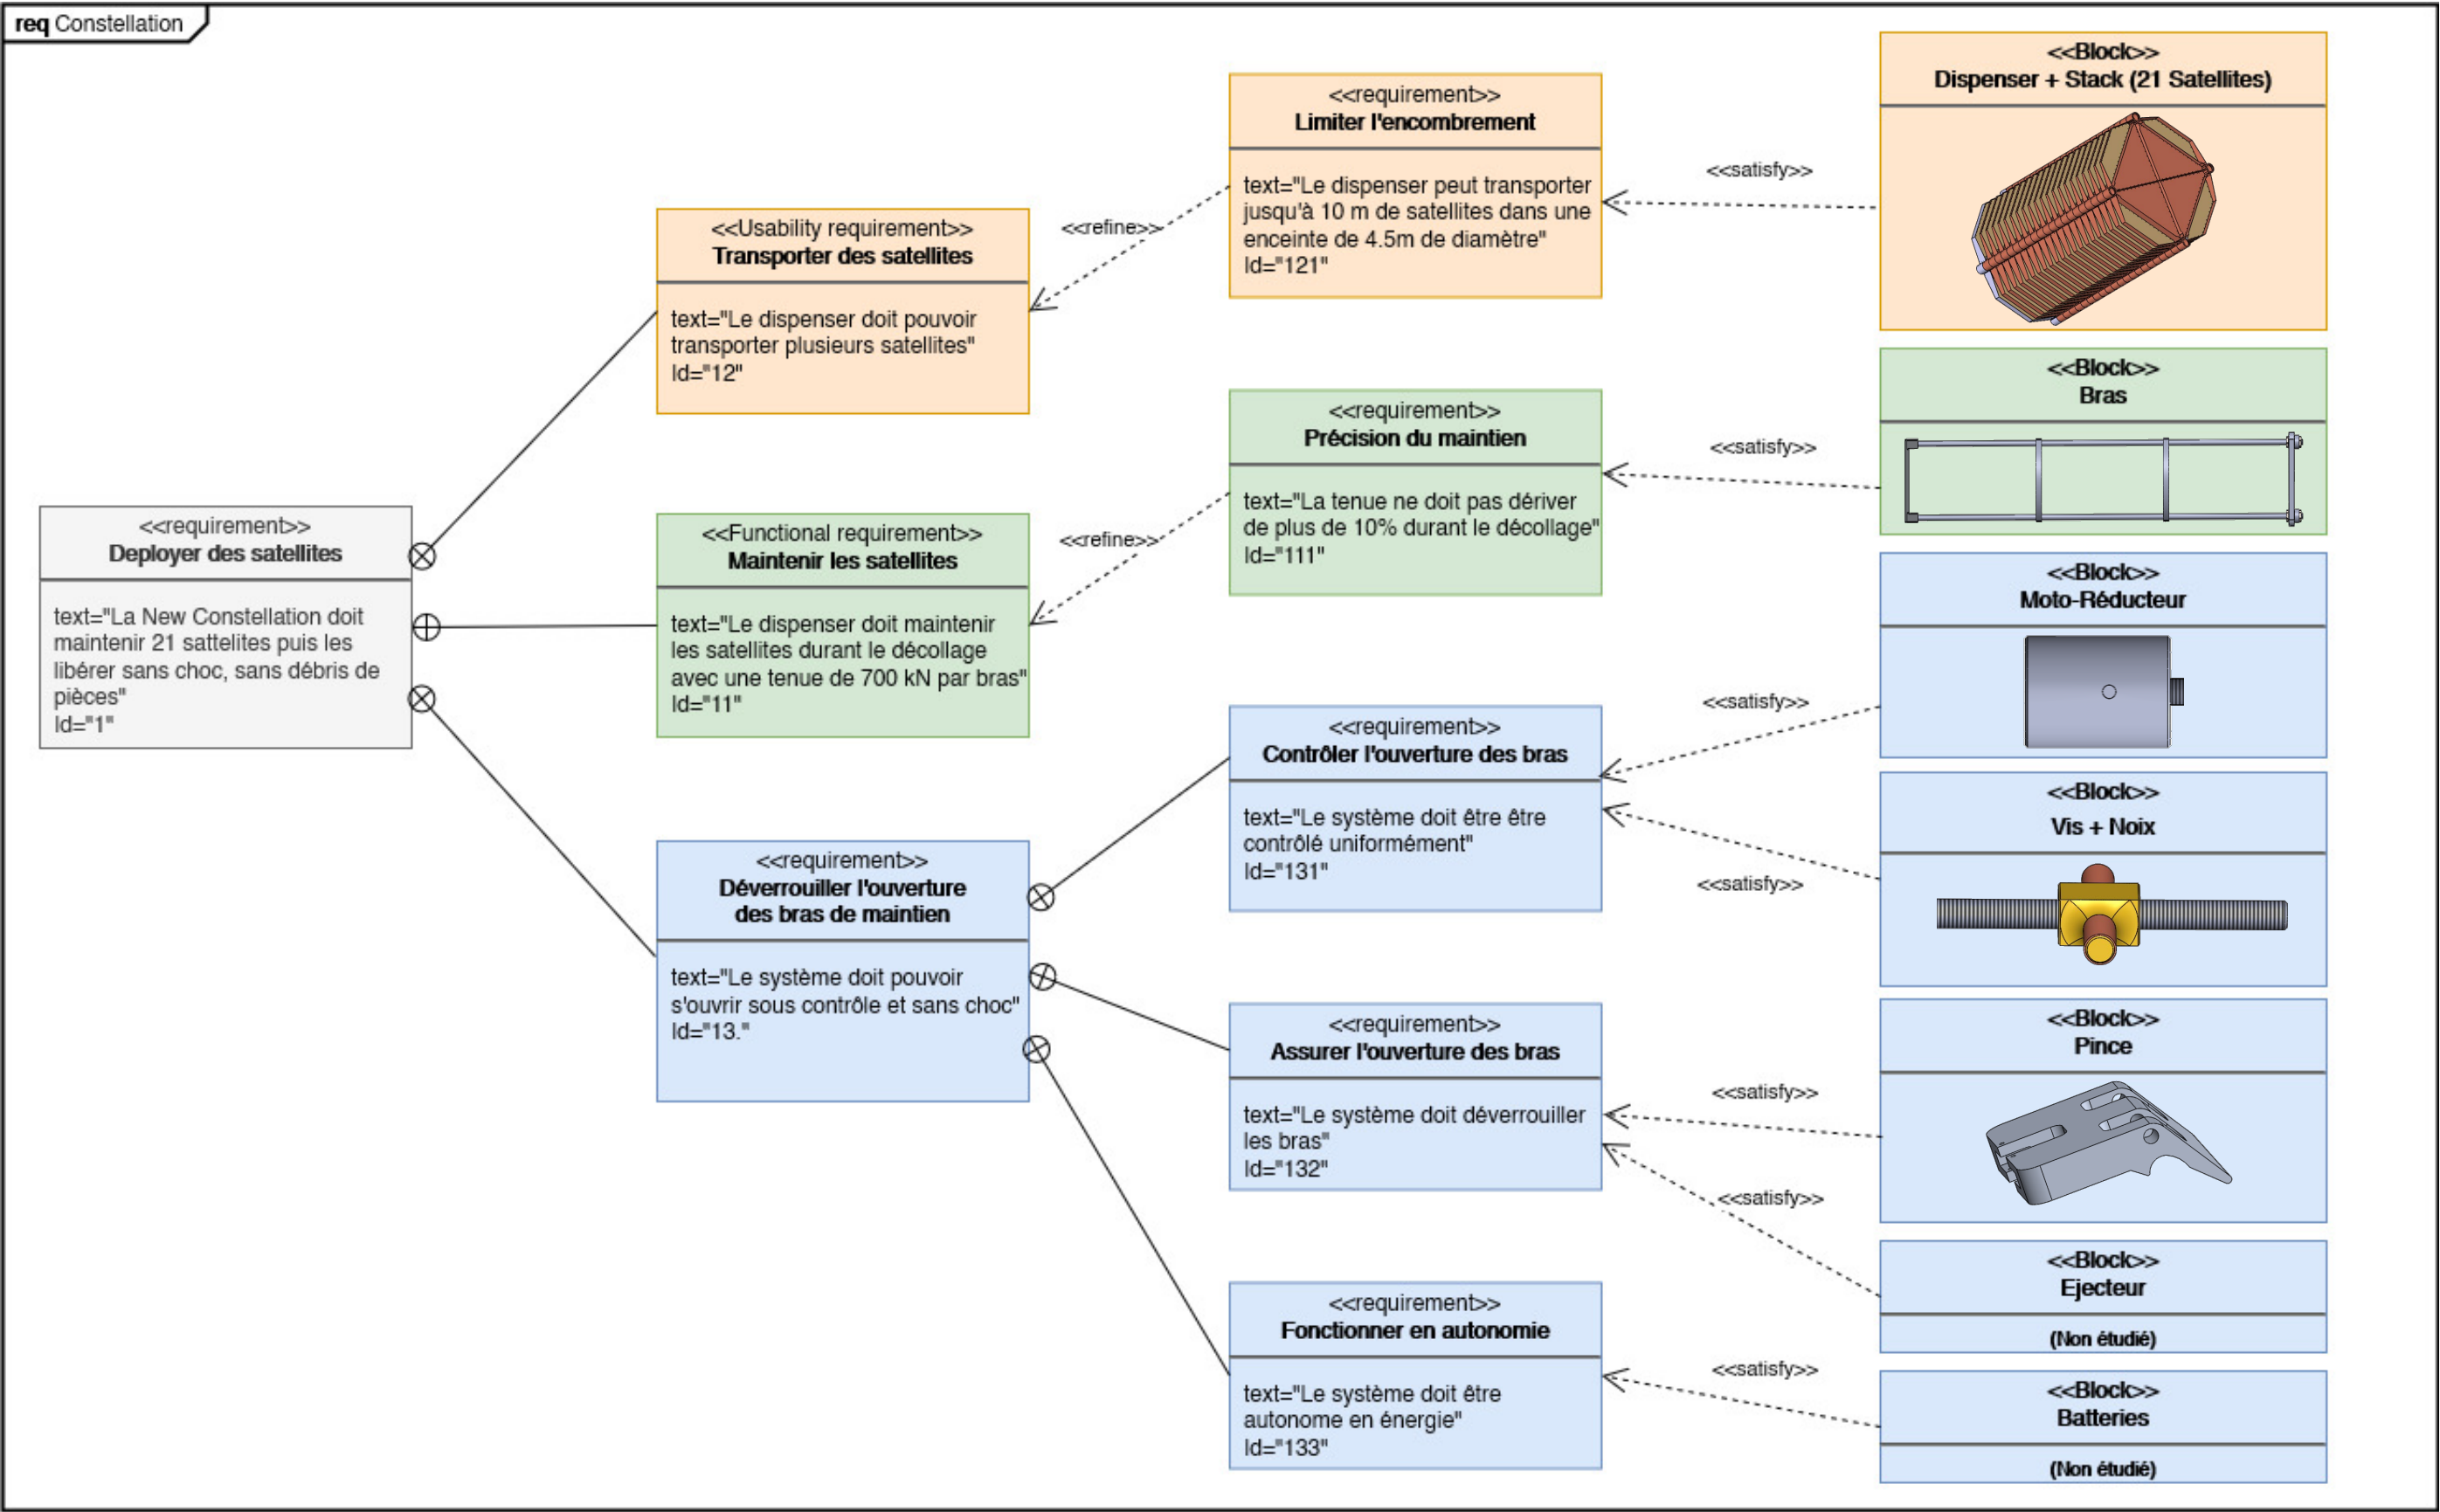 req Constellation
<<requirement>>
Deployer des satellites
text="La New Constellation doit
maintenir 21 sattelites puis les
libérer sans choc, sans débris de
pièces"
Id="1"
<<Usability requirement>>
Transporter des satellites
text="Le dispenser doit pouvoir
transporter plusieurs satellites"
Id="12"
<<Functional requirement>>
Maintenir les satellites
text="Le dispenser doit maintenir
les satellites durant le décollage
avec une tenue de 700 kN par bras"
Id="11"
<<requirement>>
Déverrouiller l'ouverture
des bras de maintien
text="Le système doit pouvoir
s'ouvrir sous contrôle et sans choc"
Id="13."
<<refine>>
<<refine>>
<<requirement>>
Limiter l'encombrement
text="Le dispenser peut transporter
jusqu'à 10 m de satellites dans une
enceinte de 4.5m de diamètre"
Id="121"
<<requirement>>
Précision du maintien
text="La tenue ne doit pas dériver
de plus de 10% durant le décollage"
Id="111"
<<requirement>>
Contrôler l'ouverture des bras
text="Le système doit être être
contrôlé uniformément"
Id="131"
<<requirement>>
Assurer l'ouverture des bras
text="Le système doit déverrouiller
les bras"
Id="132"
<<requirement>>
Fonctionner en autonomie
text="Le système doit être
autonome en énergie"
Id="133"
<<satisfy>>
<<satisfy>>
<<satisfy>>
<<satisfy>>
<<satisfy>>
<<satisfy>>
<<satisfy>>
<<Block>>
Dispenser + Stack (21 Satellites)
<<Block>>
Bras
<<Block>>
Moto-Réducteur
<<Block>>
Vis + Noix
<<Block>>
Pince
<<Block>>
Ejecteur
(Non étudié)
<<Block>>
Batteries
(Non étudié)